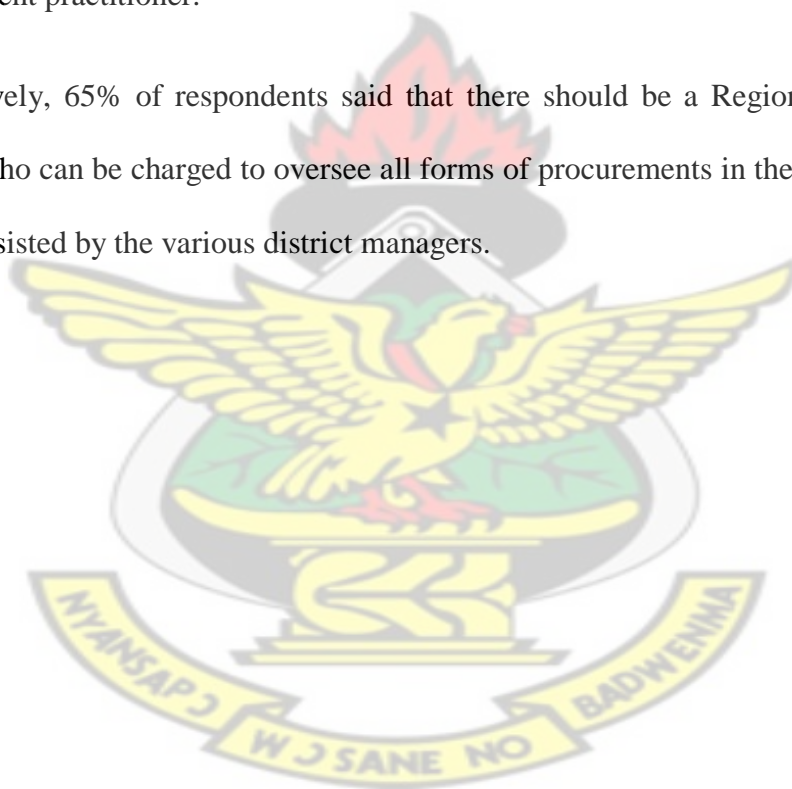 ent practitioner.
vely, 65% of respondents said that there should be a Region
ho can be charged to oversee all forms of procurements in the
sisted by the various district managers.
NYANSAPƆ
WƆSANE NO
BADWENMA